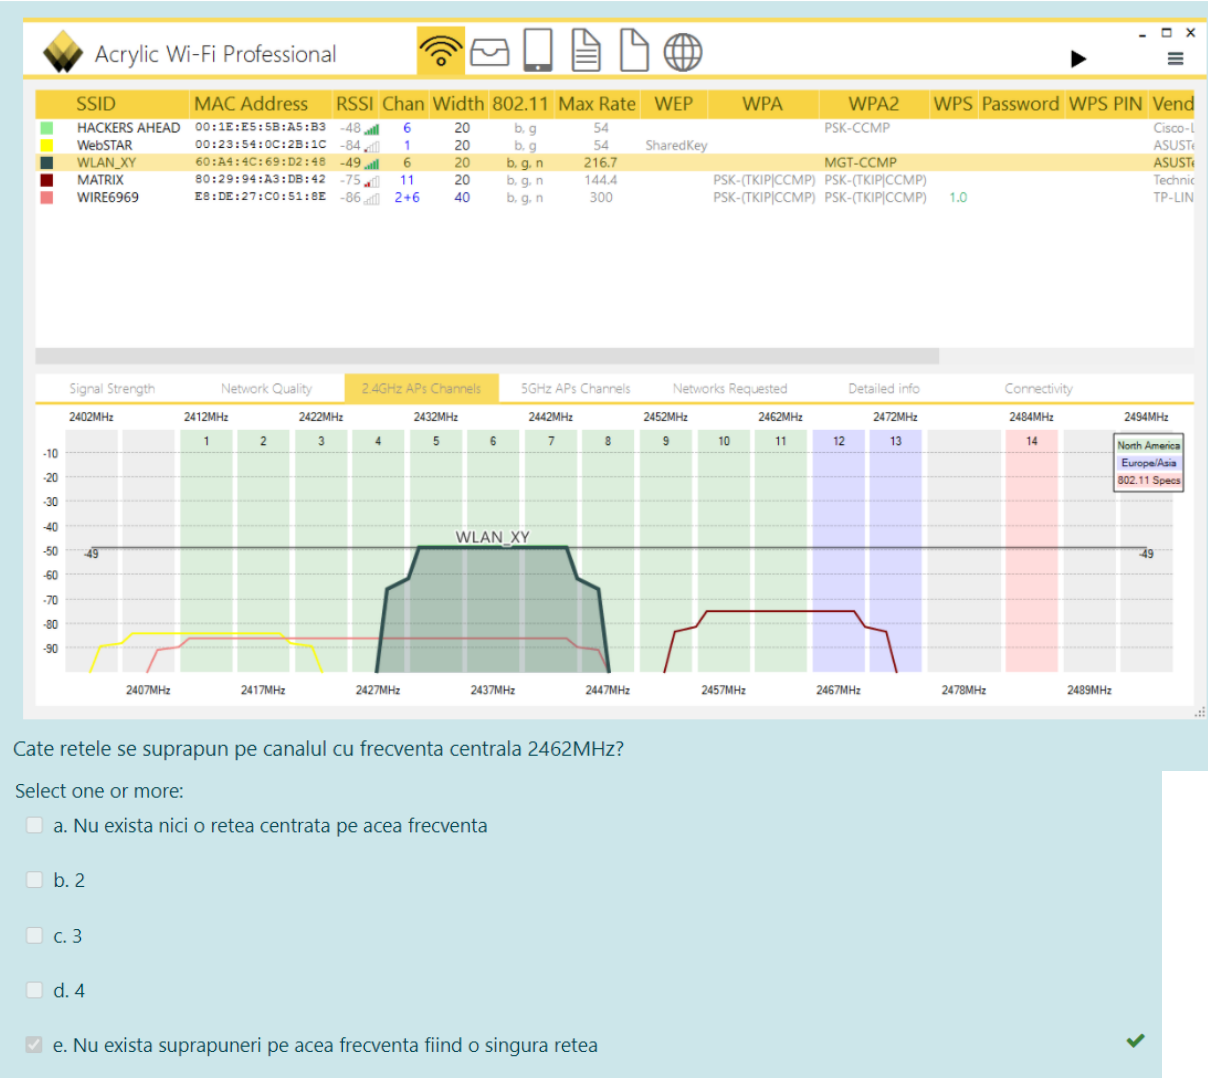 Acrylic Wi-Fi Professional
SSID MAC Address RSSI Chan Width 802.11 Max Rate WEP WPA WPA2 WPS Password WPS PIN Vend
HACKERS AHEAD 00:1E:E5:5B:A5:B3 -48 6 20 b, g 54 PSK-CCMP Cisco-L
WebSTAR 00:23:54:0C:2B:1C -84 1 20 b, g 54 SharedKey ASUSTe
WLAN_XY 60:A4:4C:69:D2:48 -49 6 20 b, g, n 216.7 MGT-CCMP ASUSTe
MATRIX 80:29:94:A3:DB:42 -75 11 20 b, g, n 144.4 PSK-(TKIP|CCMP) PSK-(TKIP|CCMP) Technic
WIRE6969 E8:DE:27:C0:51:8E -86 2+6 40 b, g, n 300 PSK-(TKIP|CCMP) PSK-(TKIP|CCMP) 1.0 TP-LIN
Signal Strength Network Quality 2.4GHz APs Channels 5GHz APs Channels Networks Requested Detailed info Connectivity
2402MHz 2412MHz 2422MHz 2432MHz 2442MHz 2452MHz 2462MHz 2472MHz 2484MHz 2494MHz
1 2 3 4 5 6 7 8 9 10 11 12 13 14
North America
Europe/Asia
802.11 Specs
-10
-20
-30
-40
WLAN_XY
-50
-49 -49
-60
-70
-80
-90
2407MHz 2417MHz 2427MHz 2437MHz 2447MHz 2457MHz 2467MHz 2478MHz 2489MHz
Cate retele se suprapun pe canalul cu frecventa centrala 2462MHz?
Select one or more:
a. Nu exista nici o retea centrata pe acea frecventa
b. 2
c. 3
d. 4
e. Nu exista suprapuneri pe acea frecventa fiind o singura retea